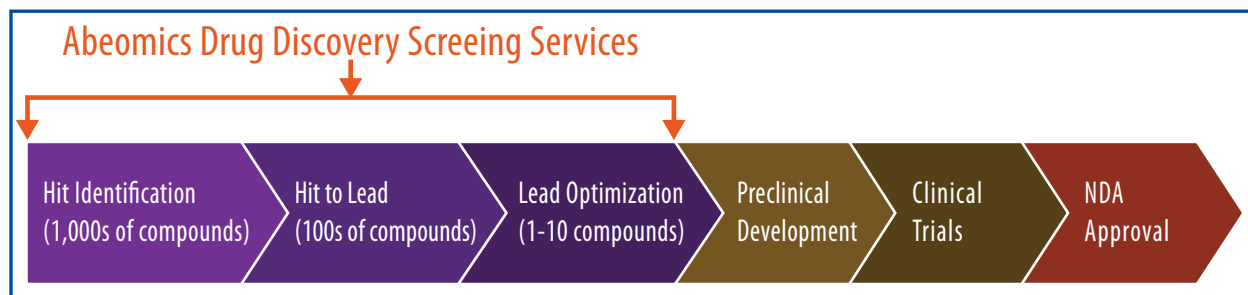 Abeomics Drug Discovery Screeing Services
Hit Identification
(1,000s of compounds)
Hit to Lead
(100s of compounds)
Lead Optimization
(1-10 compounds)
Preclinical
Development
Clinical
Trials
NDA
Approval